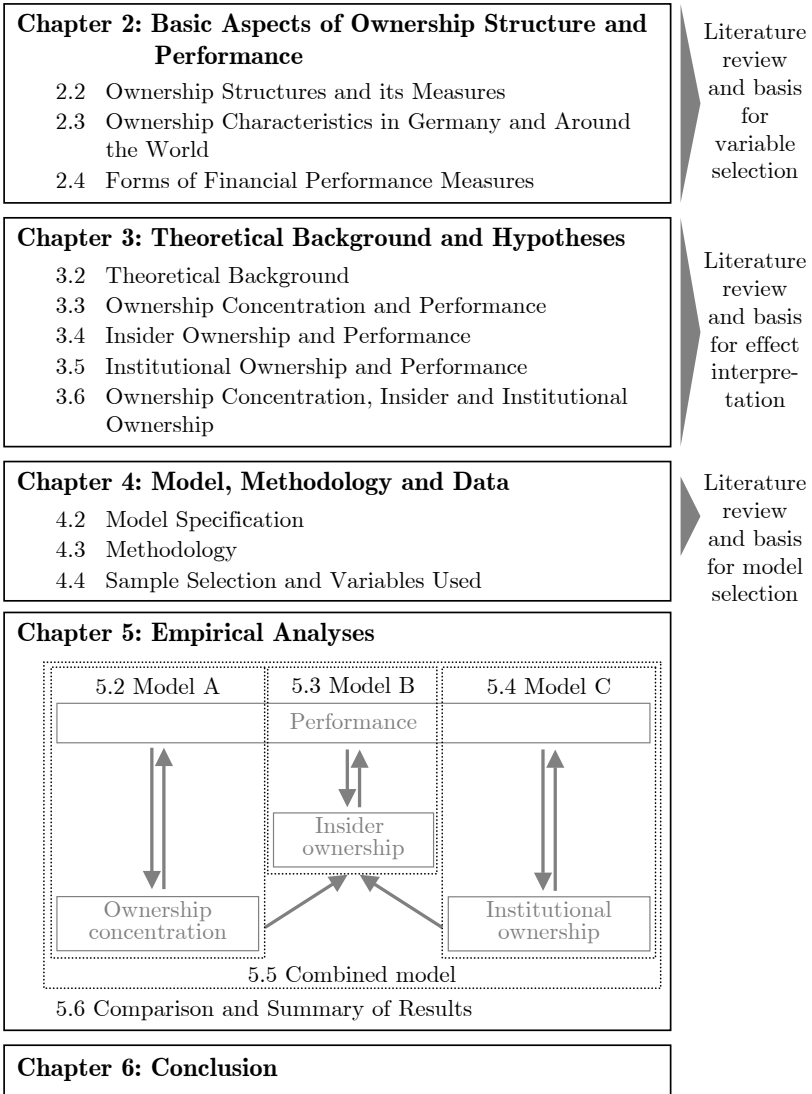 Chapter 2: Basic Aspects of Ownership Structure and
Performance
2.2 Ownership Structures and its Measures
2.3 Ownership Characteristics in Germany and Around
the World
2.4 Forms of Financial Performance Measures
Literature
review
and basis
for
variable
selection
Chapter 3: Theoretical Background and Hypotheses
3.2 Theoretical Background
3.3 Ownership Concentration and Performance
3.4 Insider Ownership and Performance
3.5 Institutional Ownership and Performance
3.6 Ownership Concentration, Insider and Institutional
Ownership
Literature
review
and basis
for effect
interpre-
tation
Chapter 4: Model, Methodology and Data
4.2 Model Specification
4.3 Methodology
4.4 Sample Selection and Variables Used
Literature
review
and basis
for model
selection
Chapter 5: Empirical Analyses
5.2 Model A
5.3 Model B
5.4 Model C
Performance
Insider
ownership
Ownership
concentration
Institutional
ownership
5.5 Combined model
5.6 Comparison and Summary of Results
Chapter 6: Conclusion